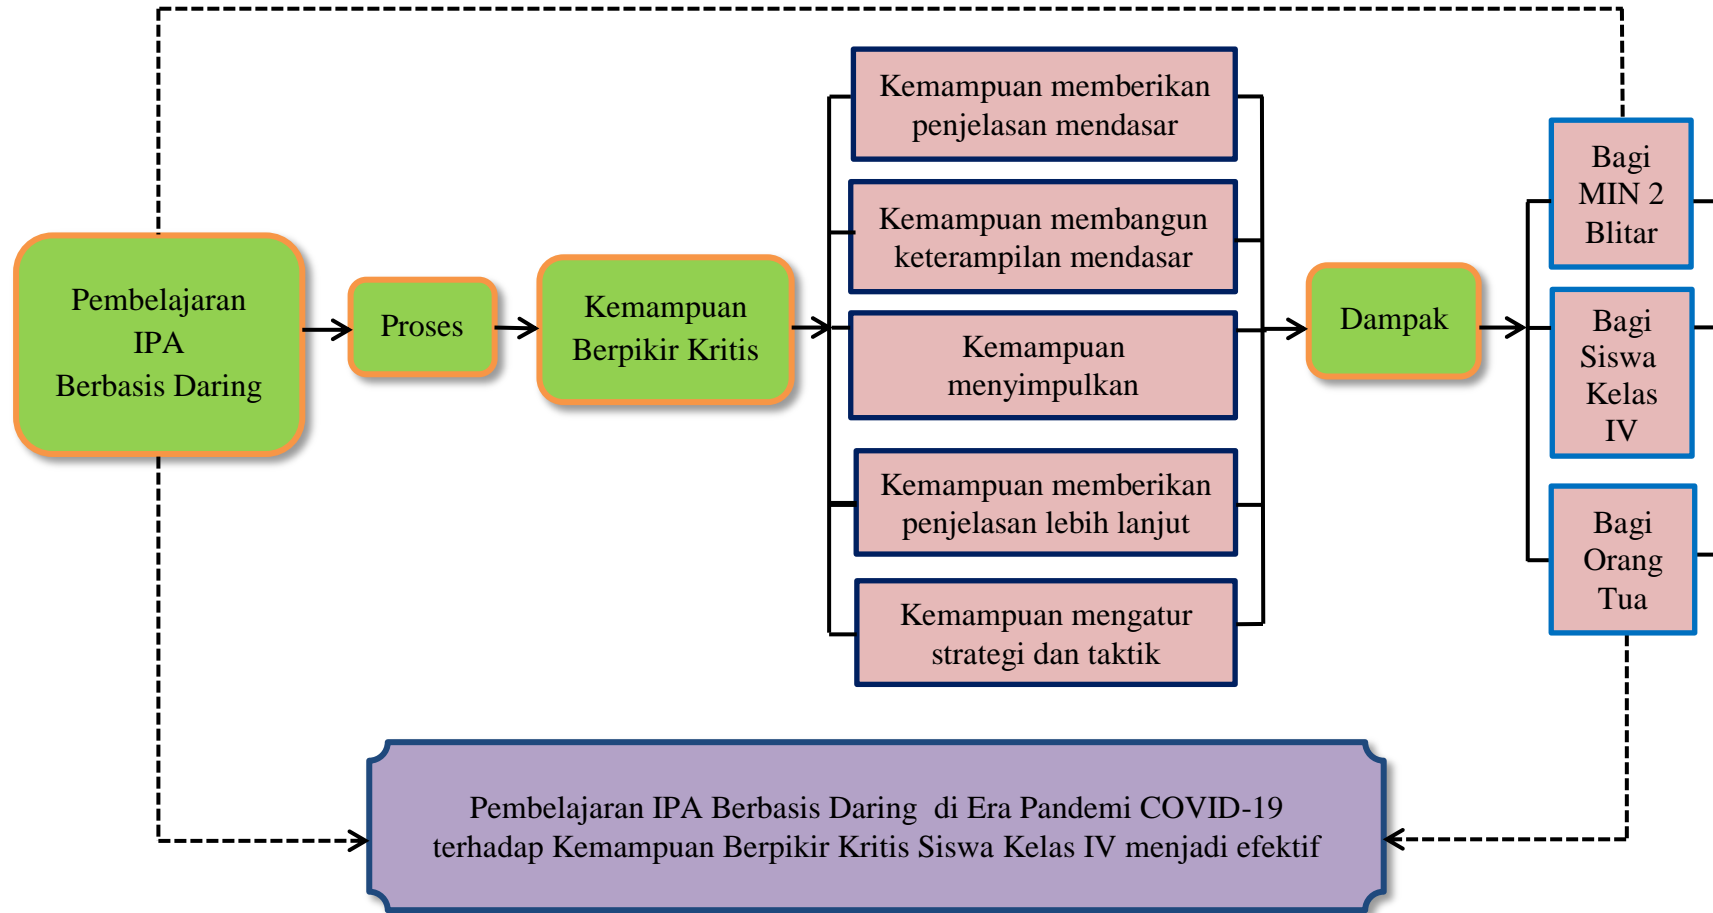 Pembelajaran
IPA
Berbasis Daring
Proses
Kemampuan
Berpikir Kritis
Kemampuan memberikan
penjelasan mendasar
Kemampuan membangun
keterampilan mendasar
Kemampuan
menyimpulkan
Kemampuan memberikan
penjelasan lebih lanjut
Kemampuan mengatur
strategi dan taktik
Dampak
Bagi
MIN 2
Blitar
Bagi
Siswa
Kelas
IV
Bagi
Orang
Tua
Pembelajaran IPA Berbasis Daring  di Era Pandemi COVID-19
terhadap Kemampuan Berpikir Kritis Siswa Kelas IV menjadi efektif